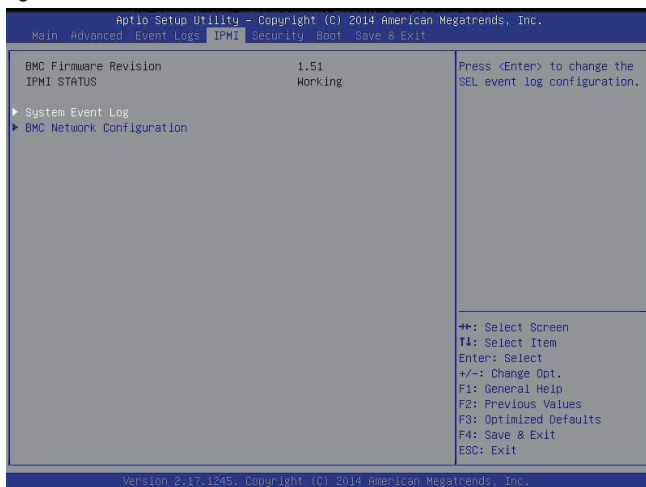 Aptio Setup Utility – Copyright (C) 2014 American Megatrends, Inc.
Main Advanced Event Logs IPMI Security Boot Save & Exit
BMC Firmware Revision 1.51
IPMI STATUS Working
▶ System Event Log
▶ BMC Network Configuration
Press <Enter> to change the
SEL event log configuration.
→←: Select Screen
↑↓: Select Item
Enter: Select
+/-: Change Opt.
F1: General Help
F2: Previous Values
F3: Optimized Defaults
F4: Save & Exit
ESC: Exit
Version 2.17.1245. Copyright (C) 2014 American Megatrends, Inc.